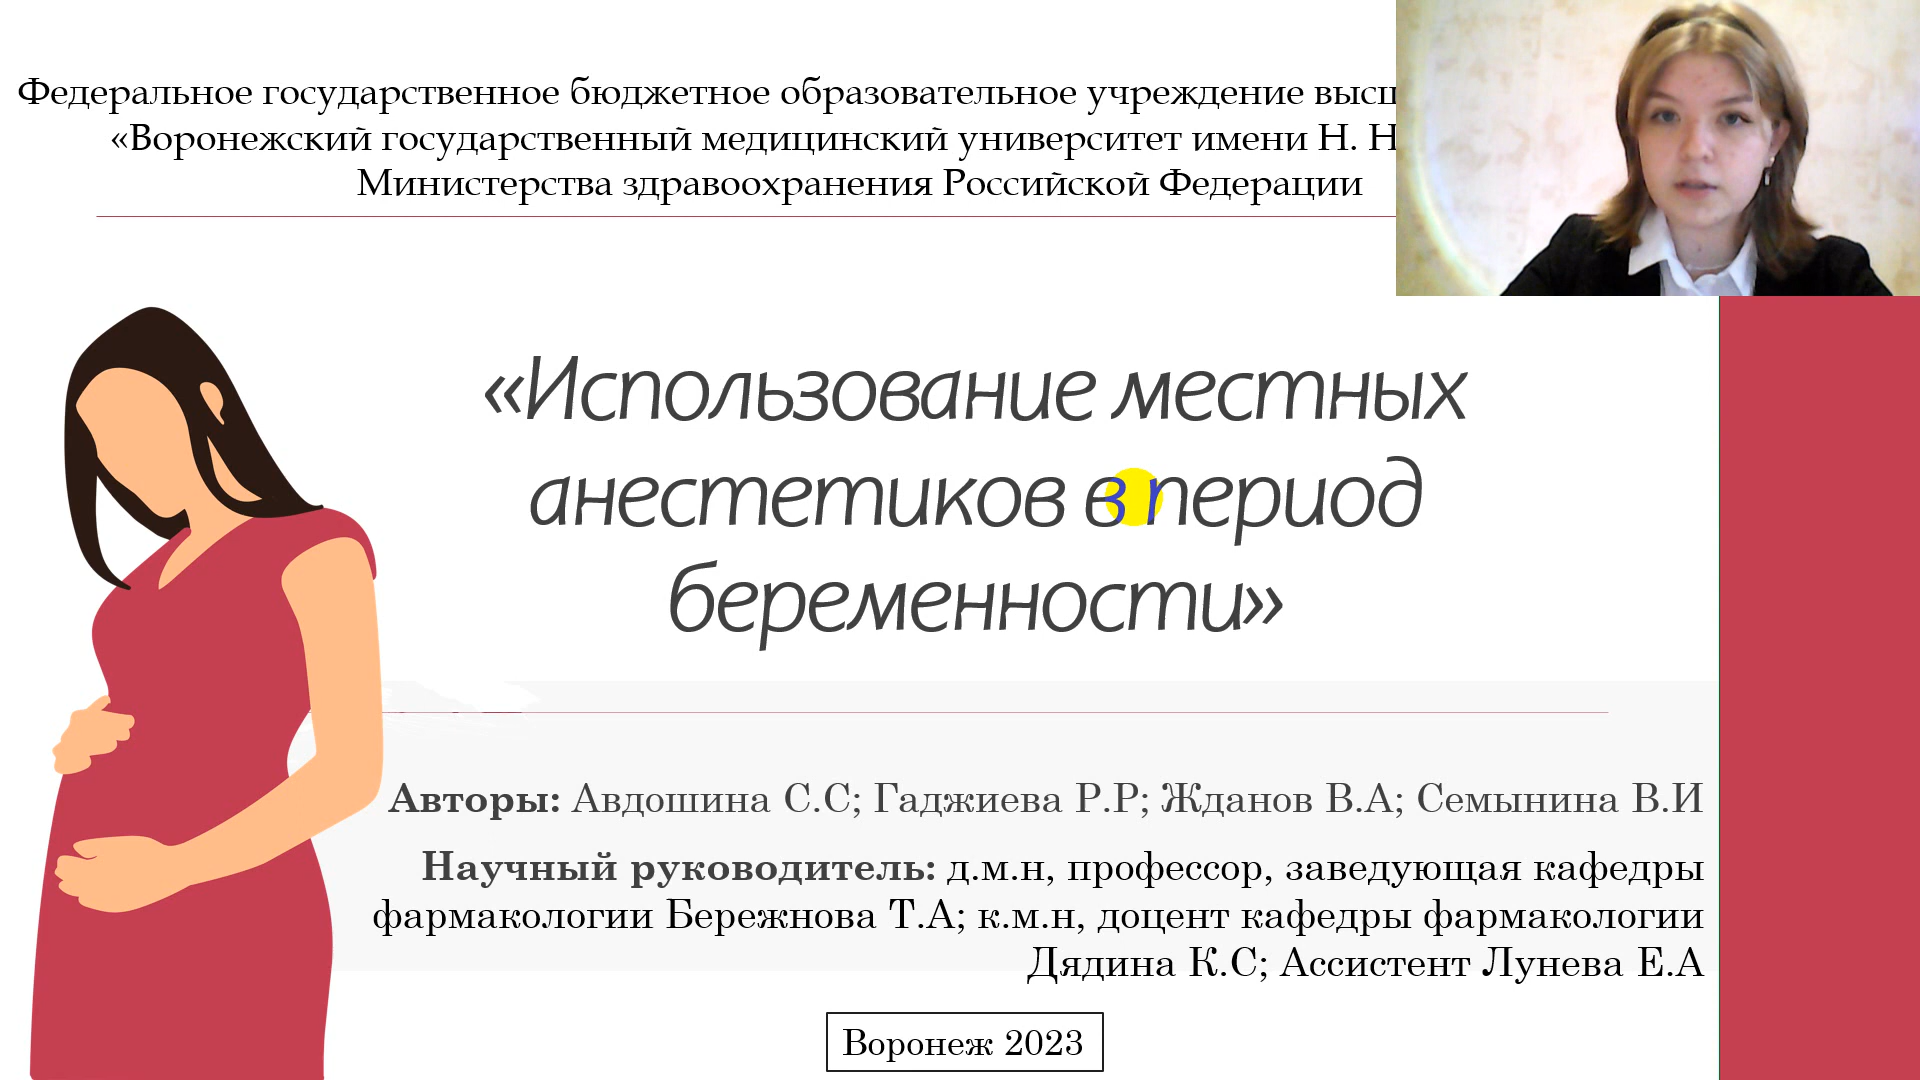 Федеральное государственное бюджетное образовательное учреждение
«Воронежский государственный медицинский университет имени Н. Н
Министерства здравоохранения Российской Федерации
«Использование местных
анестетиков в период
беременности»
Авторы: Авдошина С.С; Гаджиева Р.Р; Жданов В.А; Семынина В.И
Научный руководитель: д.м.н, профессор, заведующая кафедры
фармакологии Бережнова Т.А; к.м.н, доцент кафедры фармакологии
Дядина К.С; Ассистент Лунева Е.А
Воронеж 2023